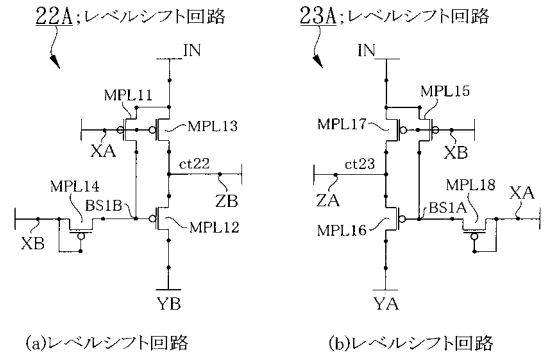 22A;レベルシフト回路
IN
MPL11
MPL13
XA
ct22
ZB
MPL14
BS1B
MPL12
XB
YB
(a)レベルシフト回路
23A;レベルシフト回路
IN
MPL15
MPL17
XB
ct23
ZA
MPL18
XA
BS1A
MPL16
YA
(b)レベルシフト回路